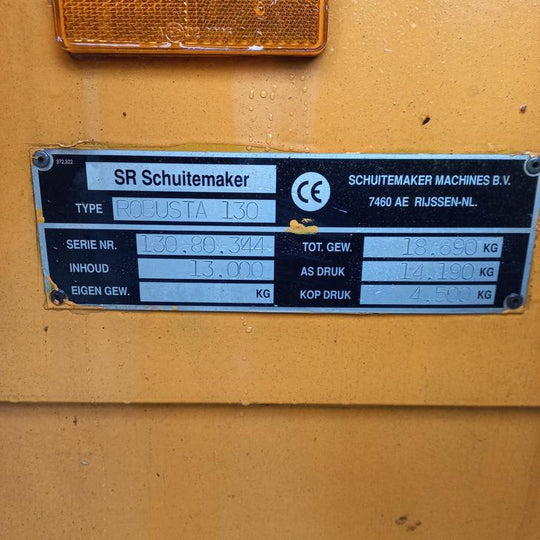 372.322
SR Schuitemaker
TYPE ROBUSTA 130
SCHUITEMAKER MACHINES B.V.
7460 AE RIJSSEN-NL.
CE
SERIE NR. 130.80.344
INHOUD 13.000
EIGEN GEW. KG
TOT. GEW. 18.690 KG
AS DRUK 14.190 KG
KOP DRUK 4.500 KG